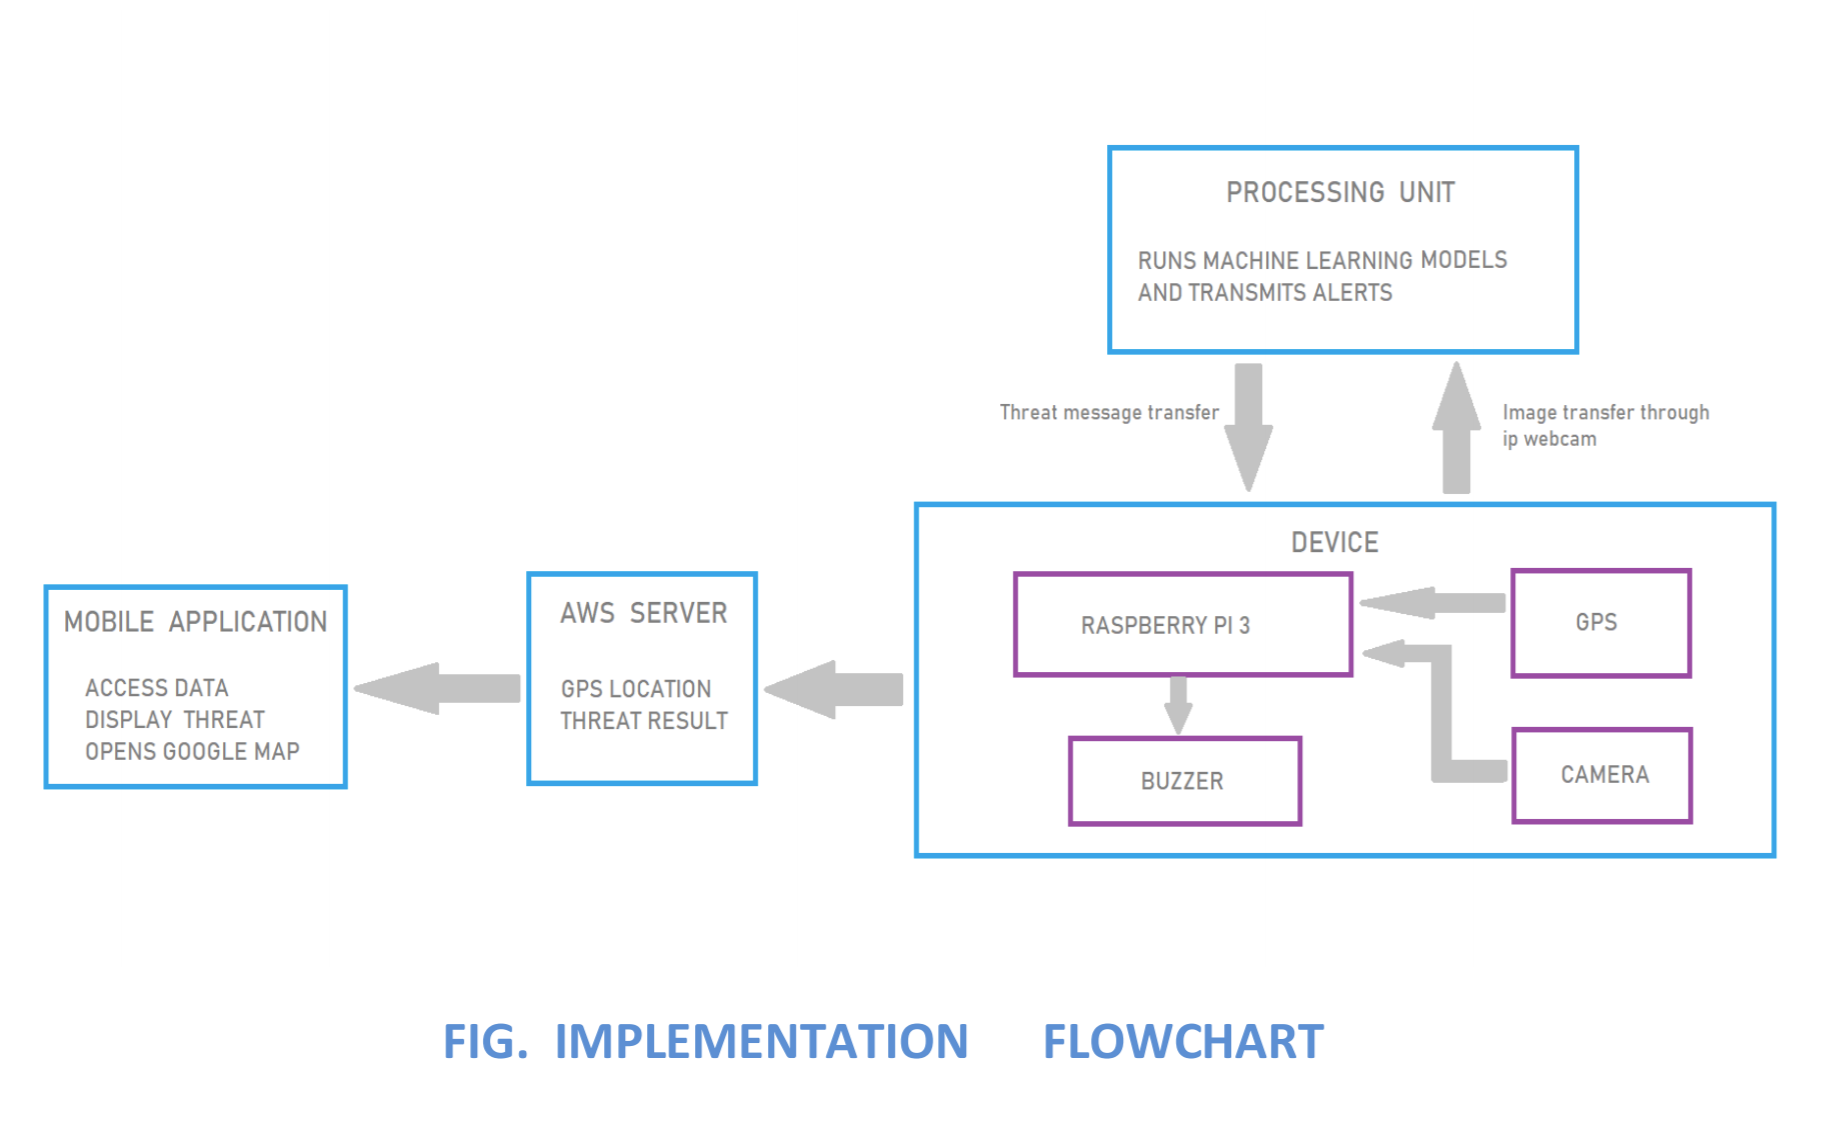 PROCESSING UNIT
RUNS MACHINE LEARNING MODELS
AND TRANSMITS ALERTS
Threat message transfer
Image transfer through
ip webcam
DEVICE
RASPBERRY PI 3
GPS
BUZZER
CAMERA
AWS SERVER
GPS LOCATION
THREAT RESULT
MOBILE APPLICATION
ACCESS DATA
DISPLAY THREAT
OPENS GOOGLE MAP
FIG. IMPLEMENTATION FLOWCHART